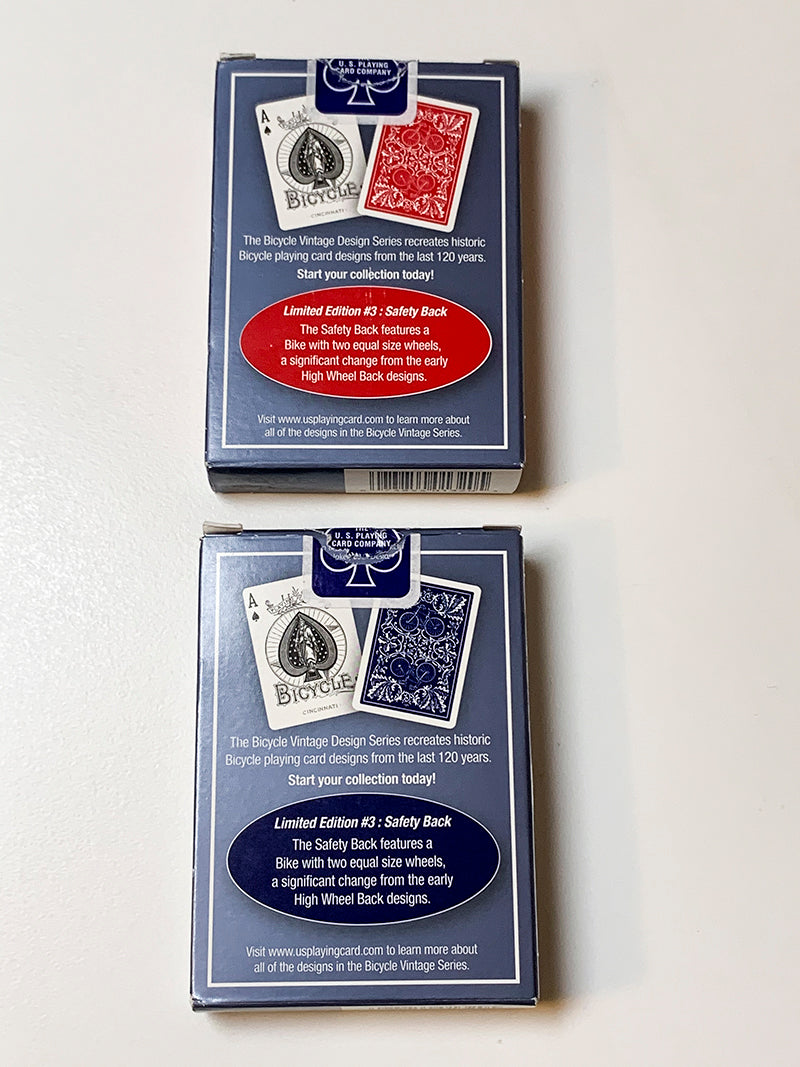 U. S. PLAYING
CARD COMPANY
A
BICYCLE
CINCINNATI
The Bicycle Vintage Design Series recreates historic
Bicycle playing card designs from the last 120 years.
Start your collection today!
Limited Edition #3 : Safety Back
The Safety Back features a
Bike with two equal size wheels,
a significant change from the early
High Wheel Back designs.
Visit www.usplayingcard.com to learn more about
all of the designs in the Bicycle Vintage Series.
THE
U. S. PLAYING
CARD COMPANY
A
BICYCLE
CINCINNATI
The Bicycle Vintage Design Series recreates historic
Bicycle playing card designs from the last 120 years.
Start your collection today!
Limited Edition #3 : Safety Back
The Safety Back features a
Bike with two equal size wheels,
a significant change from the early
High Wheel Back designs.
Visit www.usplayingcard.com to learn more about
all of the designs in the Bicycle Vintage Series.